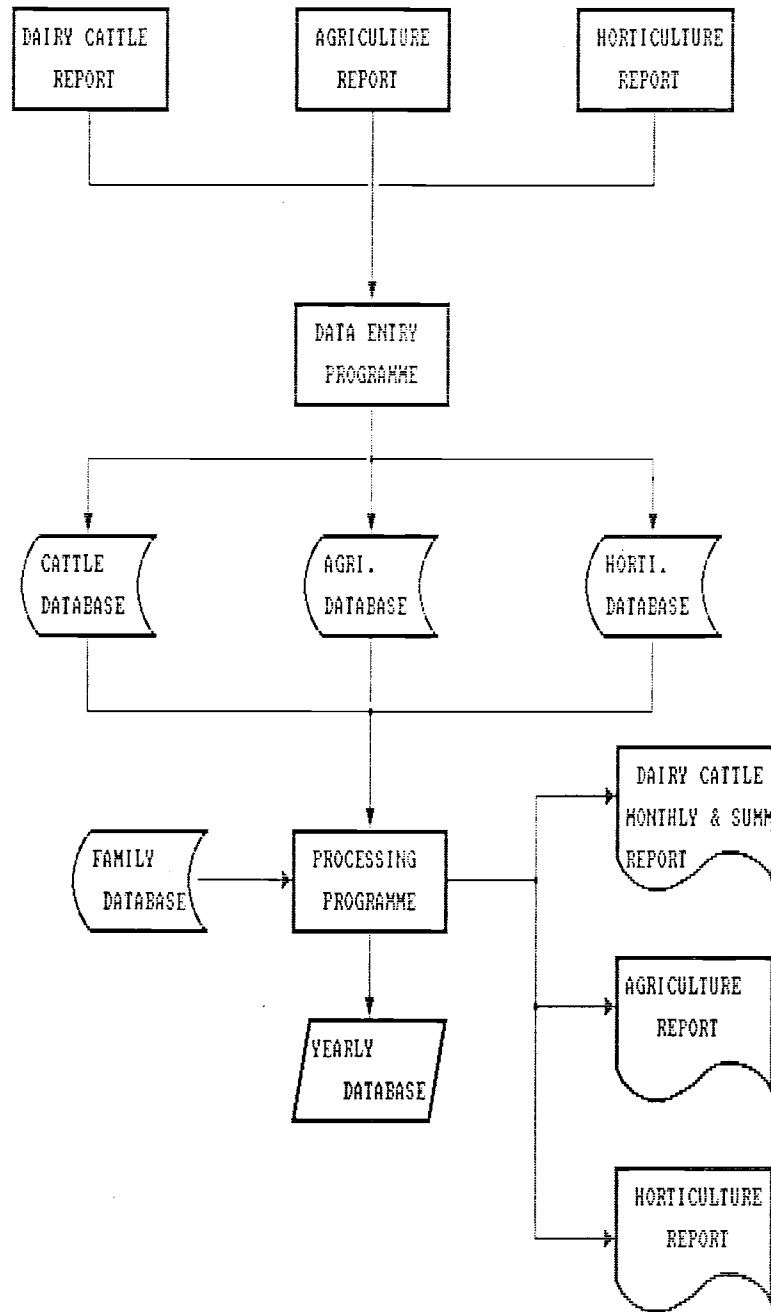 DAIRY CATTLE
REPORT
AGRICULTURE
REPORT
HORTICULTURE
REPORT
DATA ENTRY
PROGRAMME
CATTLE
DATABASE
AGRI.
DATABASE
HORTI.
DATABASE
DAIRY CATTLE
MONTHLY & SUMM
REPORT
FAMILY
DATABASE
PROCESSING
PROGRAMME
AGRICULTURE
REPORT
YEARLY
DATABASE
HORTICULTURE
REPORT